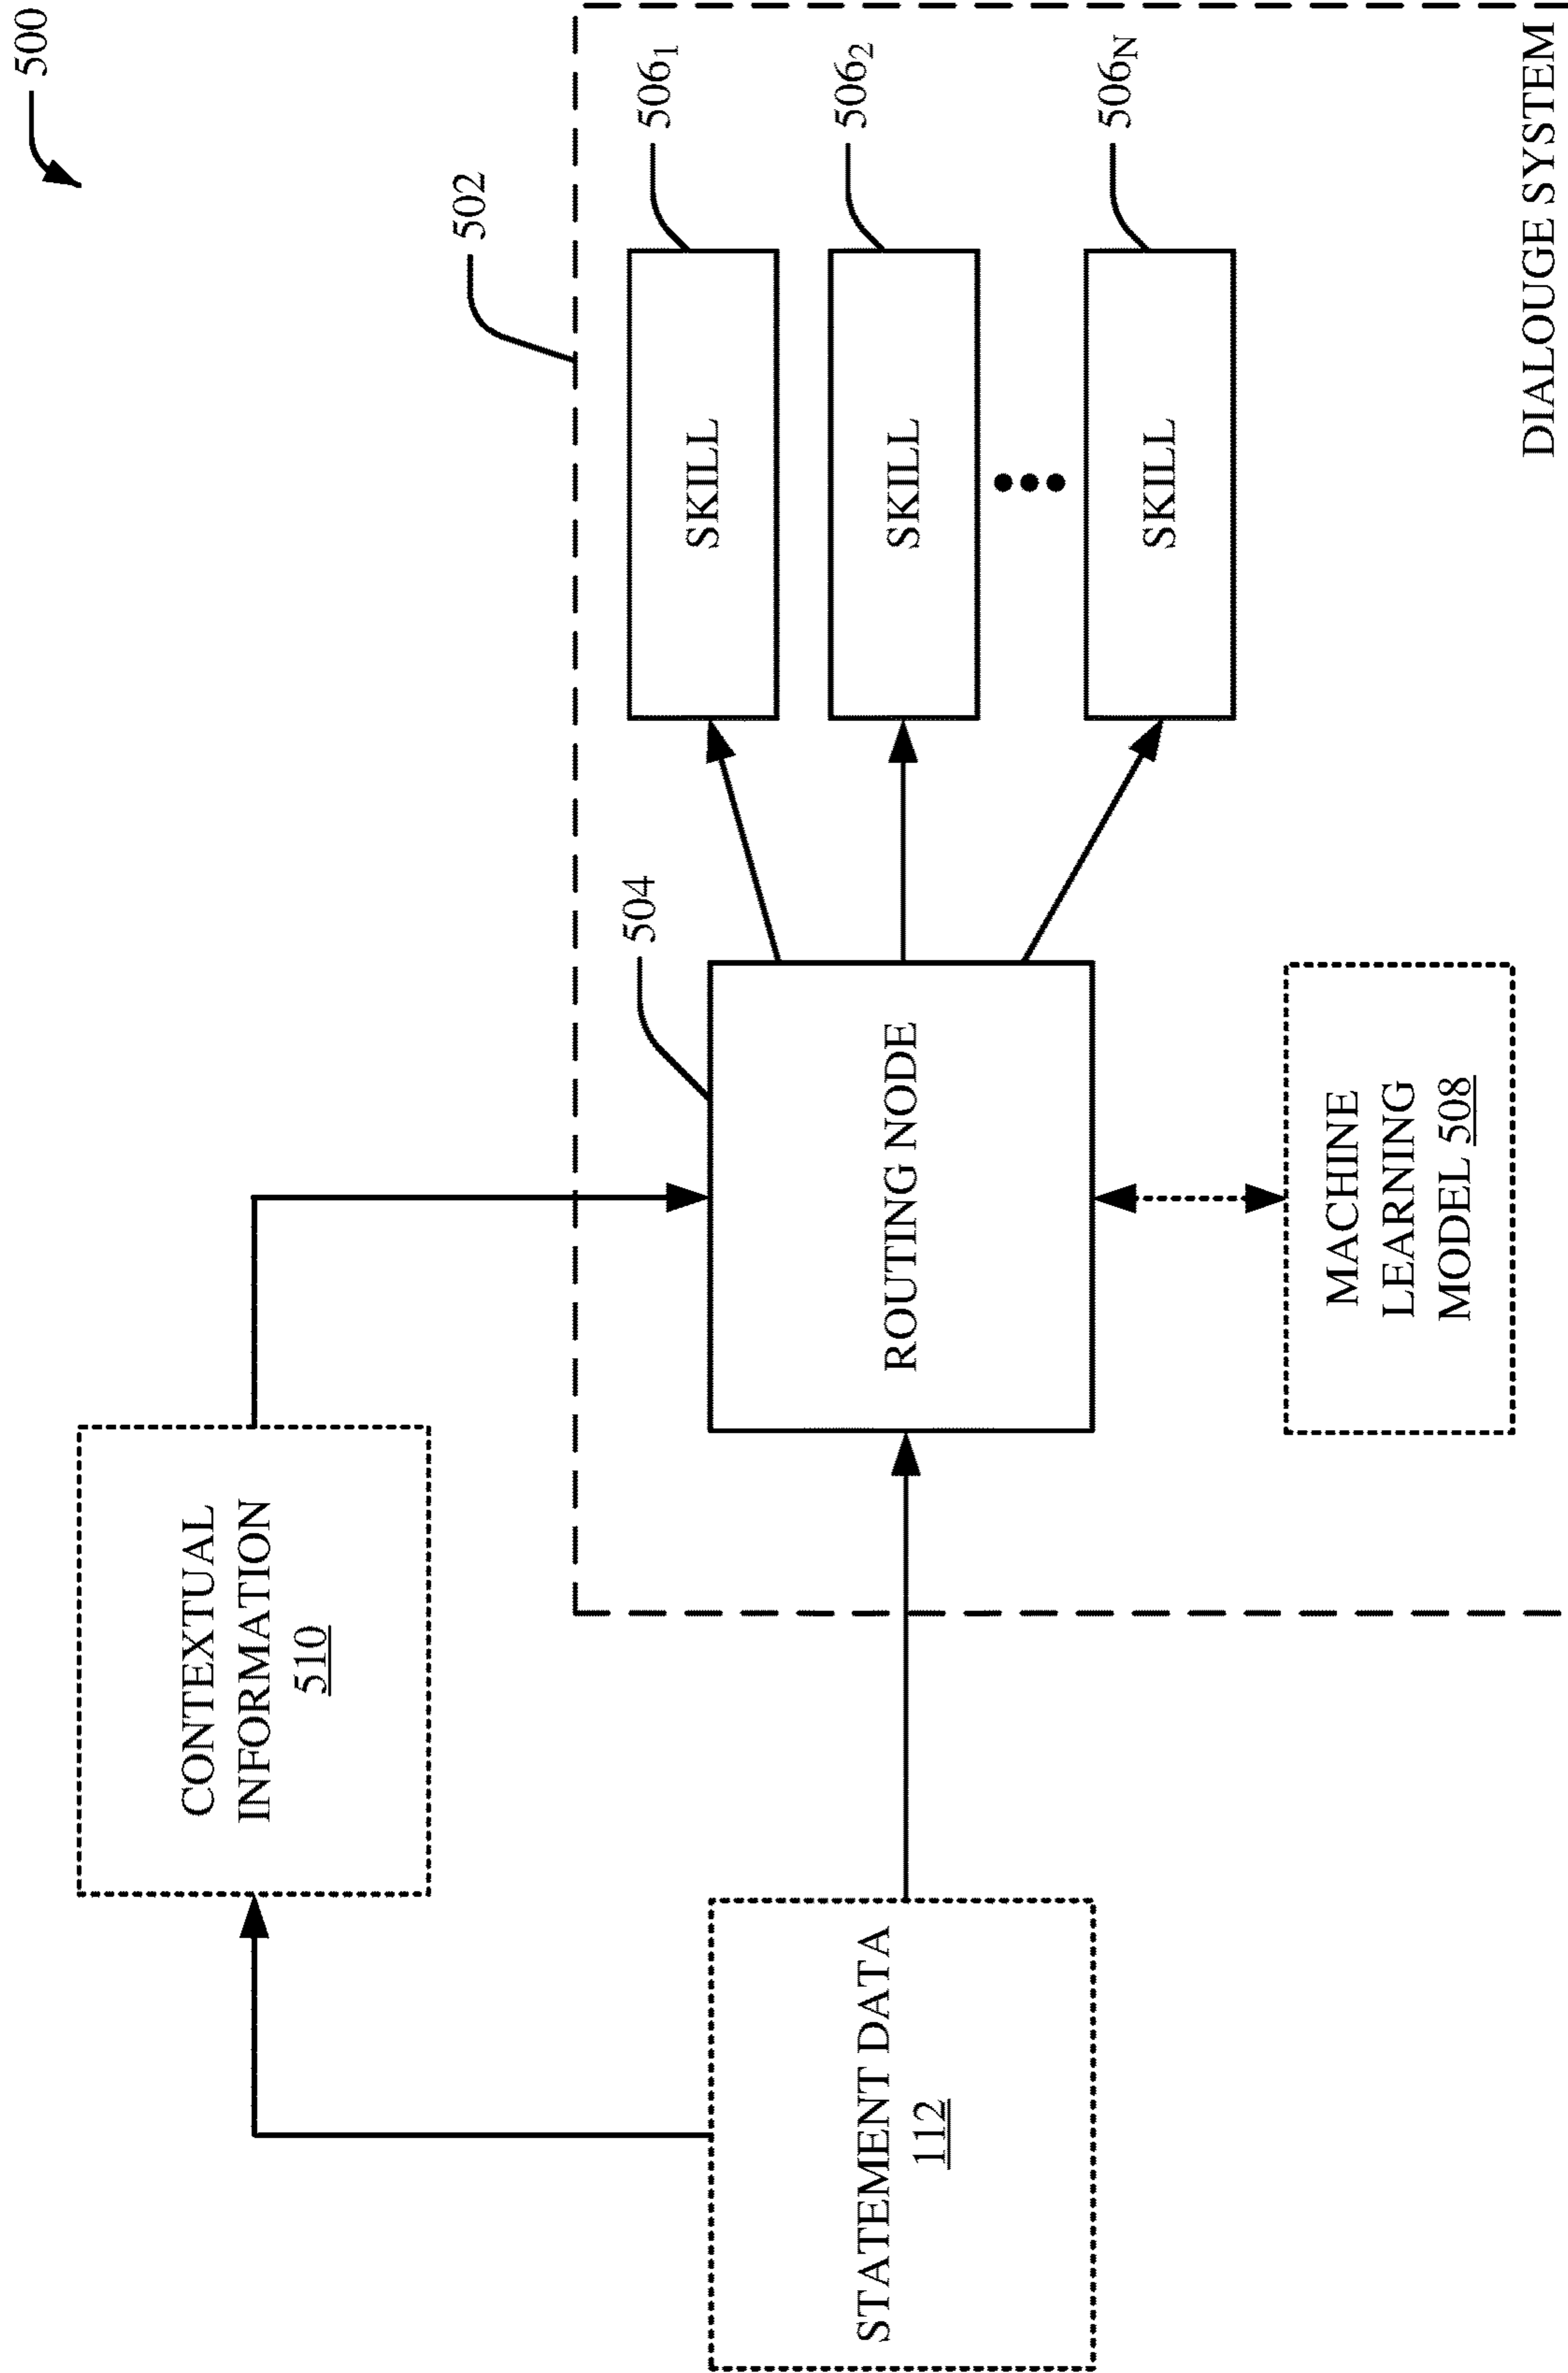 500
502
CONTEXTUAL
INFORMATION
510
504
506₁
SKILL
506₂
SKILL
506N
SKILL
STATEMENT DATA
112
ROUTING NODE
MACHINE
LEARNING
MODEL 508
DIALOUGE SYSTEM